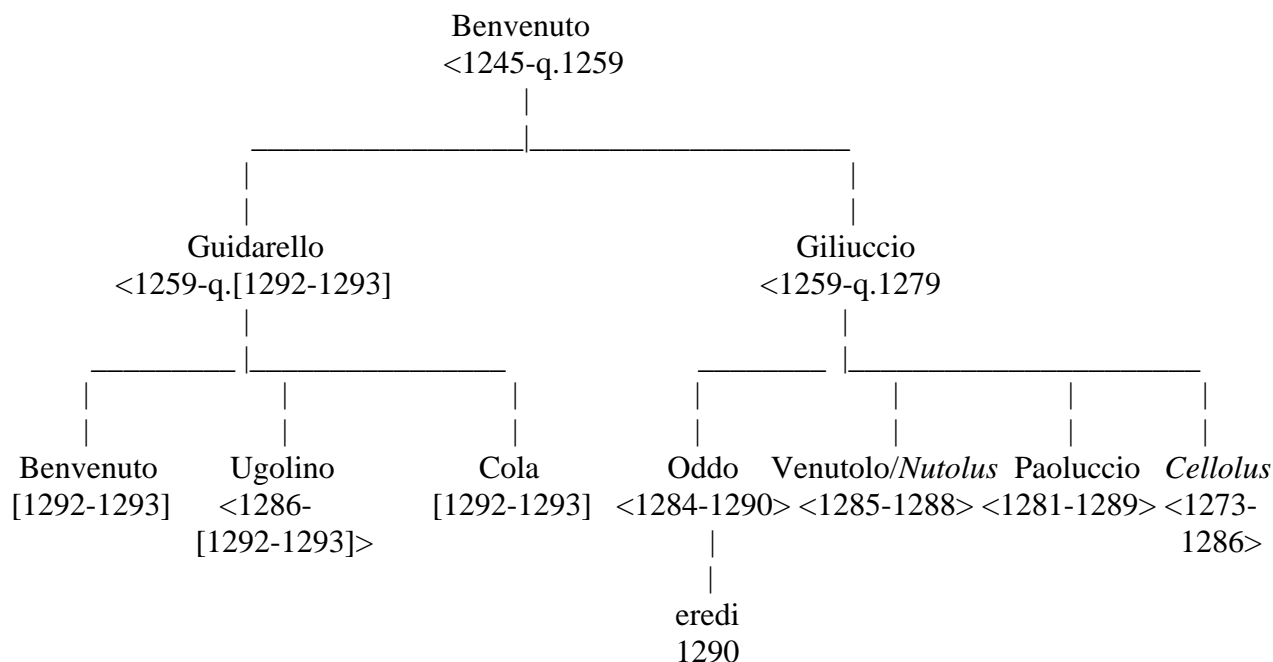 Benvenuto
<1245-q.1259
Guidarello Giliuccio
<1259-q.[1292-1293] <1259-q.1279
Benvenuto Ugolino Cola Oddo Venutolo/Nutolus Paoluccio Cellolus
[1292-1293] <1286- [1292-1293] <1284-1290> <1285-1288> <1281-1289> <1273-
[1292-1293]> 1286>
eredi
1290